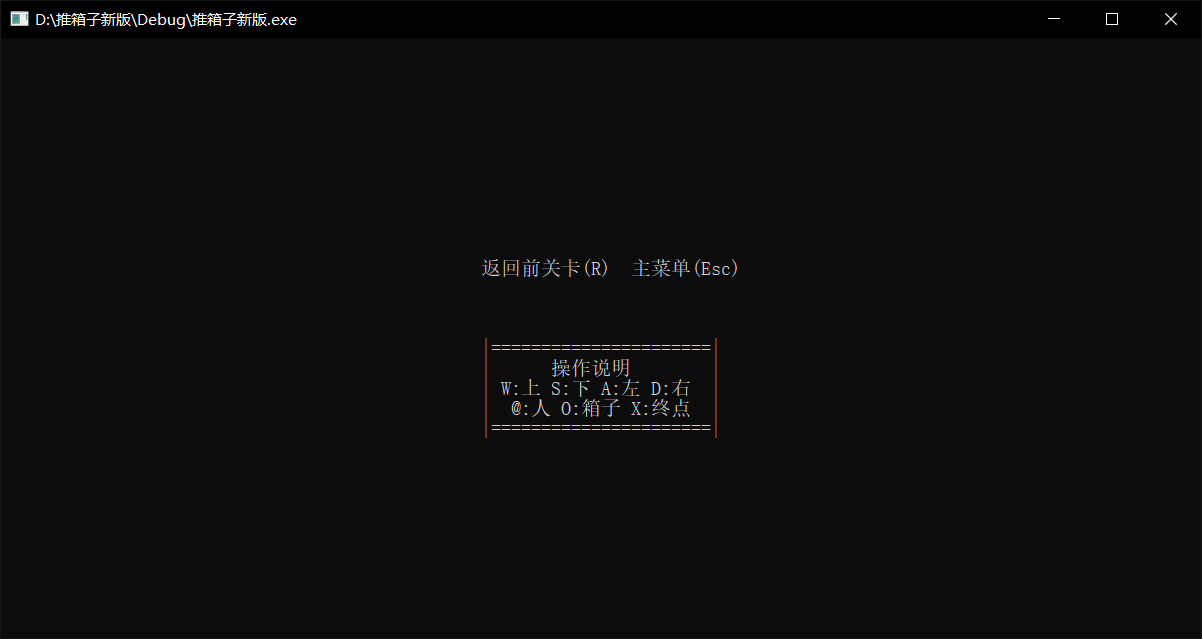 D:\推箱子新版\Debug\推箱子新版.exe
返回前关卡(R)  主菜单(Esc)
|======================|
操作说明
W:上 S:下 A:左 D:右
@:人 O:箱子 X:终点
|======================|